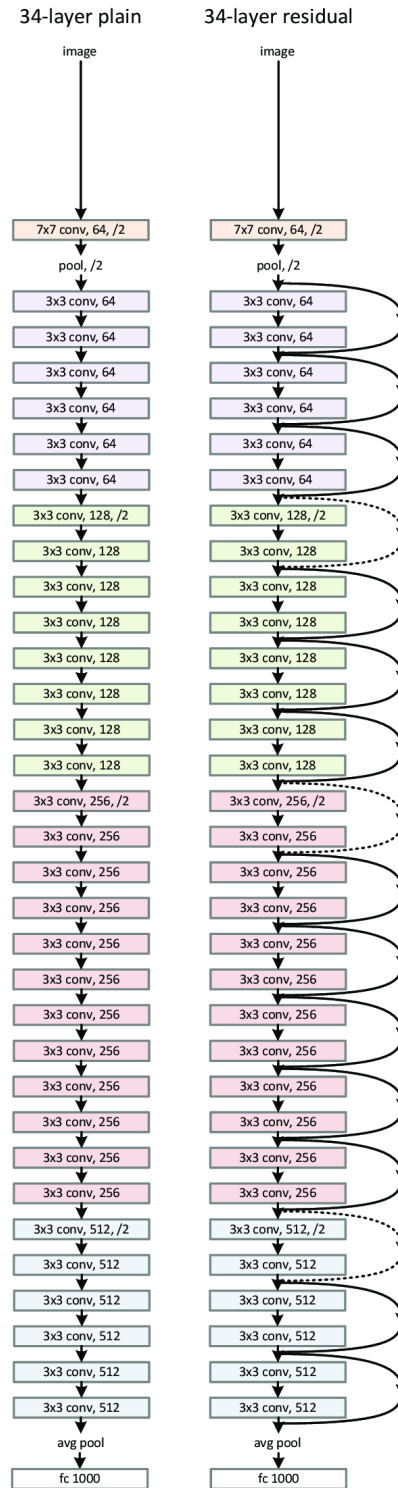 34-layer plain
image
7x7 conv, 64, /2
pool, /2
3x3 conv, 64
3x3 conv, 64
3x3 conv, 64
3x3 conv, 64
3x3 conv, 64
3x3 conv, 64
3x3 conv, 128, /2
3x3 conv, 128
3x3 conv, 128
3x3 conv, 128
3x3 conv, 128
3x3 conv, 128
3x3 conv, 128
3x3 conv, 128
3x3 conv, 256, /2
3x3 conv, 256
3x3 conv, 256
3x3 conv, 256
3x3 conv, 256
3x3 conv, 256
3x3 conv, 256
3x3 conv, 256
3x3 conv, 256
3x3 conv, 256
3x3 conv, 256
3x3 conv, 256
3x3 conv, 512, /2
3x3 conv, 512
3x3 conv, 512
3x3 conv, 512
3x3 conv, 512
3x3 conv, 512
avg pool
fc 1000
34-layer residual
image
7x7 conv, 64, /2
pool, /2
3x3 conv, 64
3x3 conv, 64
3x3 conv, 64
3x3 conv, 64
3x3 conv, 64
3x3 conv, 64
3x3 conv, 128, /2
3x3 conv, 128
3x3 conv, 128
3x3 conv, 128
3x3 conv, 128
3x3 conv, 128
3x3 conv, 128
3x3 conv, 128
3x3 conv, 256, /2
3x3 conv, 256
3x3 conv, 256
3x3 conv, 256
3x3 conv, 256
3x3 conv, 256
3x3 conv, 256
3x3 conv, 256
3x3 conv, 256
3x3 conv, 256
3x3 conv, 256
3x3 conv, 256
3x3 conv, 512, /2
3x3 conv, 512
3x3 conv, 512
3x3 conv, 512
3x3 conv, 512
3x3 conv, 512
avg pool
fc 1000